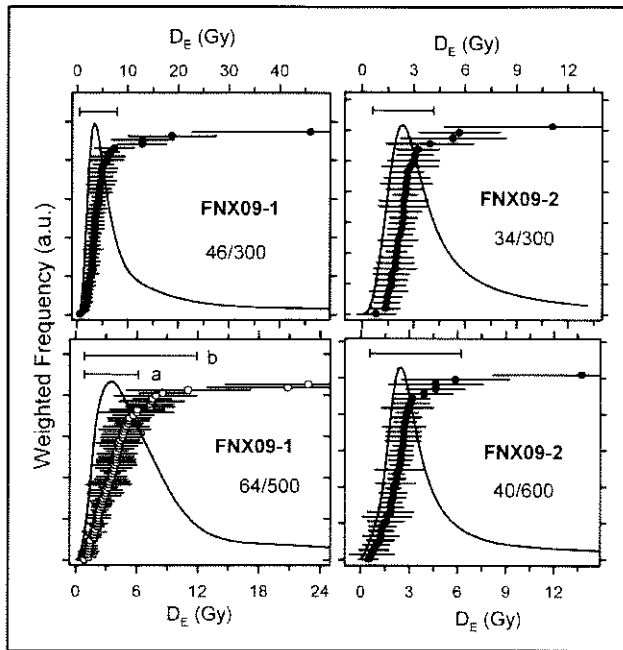 D_E (Gy)
D_E (Gy)
0 10 20 30 40
0 3 6 9 12
FNX09-1
46/300
FNX09-2
34/300
Weighted Frequency (a.u.)
b
a
FNX09-1
64/500
FNX09-2
40/600
0 6 12 18 24
0 3 6 9 12
D_E (Gy)
D_E (Gy)